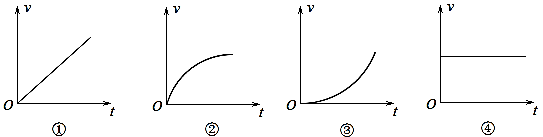 v v v v
O t O t O t O t
① ② ③ ④